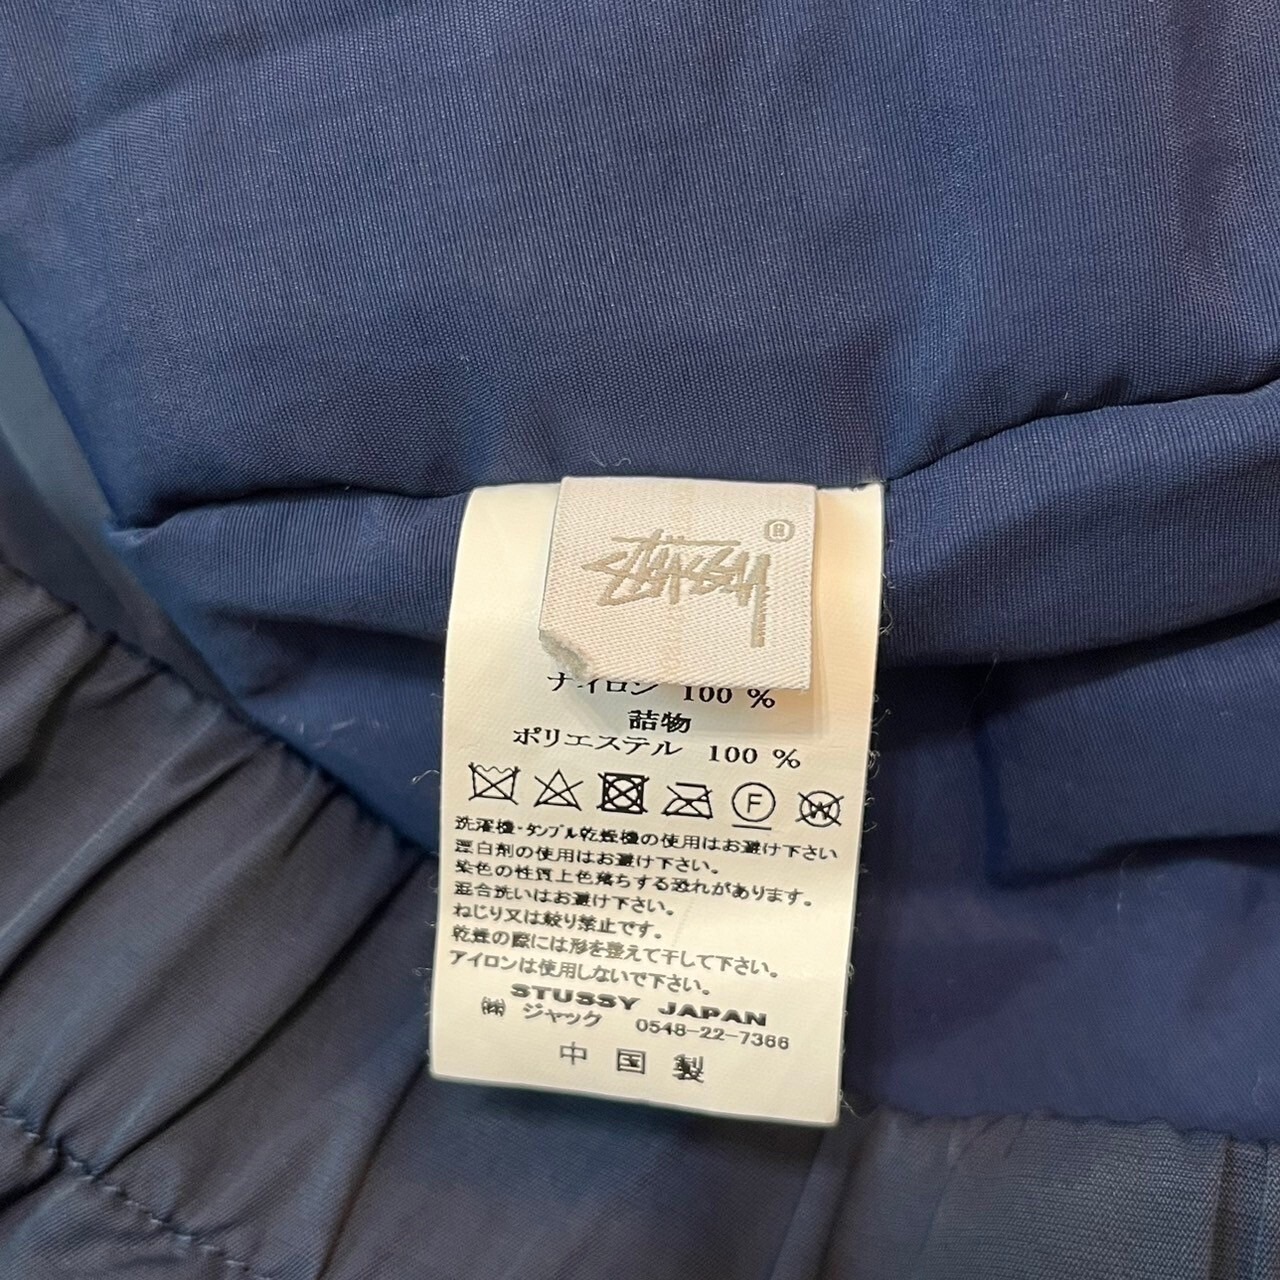 STUSSY
®
ナイロン 100 %
詰物
ポリエステル 100 %
F
W
洗濯機・タンブル乾燥機の使用はお避け下さい
漂白剤の使用はお避け下さい。
染色の性質上色落ちする恐れがあります。
混合洗いはお避け下さい。
ねじり又は絞り禁止です。
乾燥の際には形を整えて干して下さい。
アイロンは使用しないで下さい。
STUSSY JAPAN
㈱ ジャック 0548-22-7366
中国製